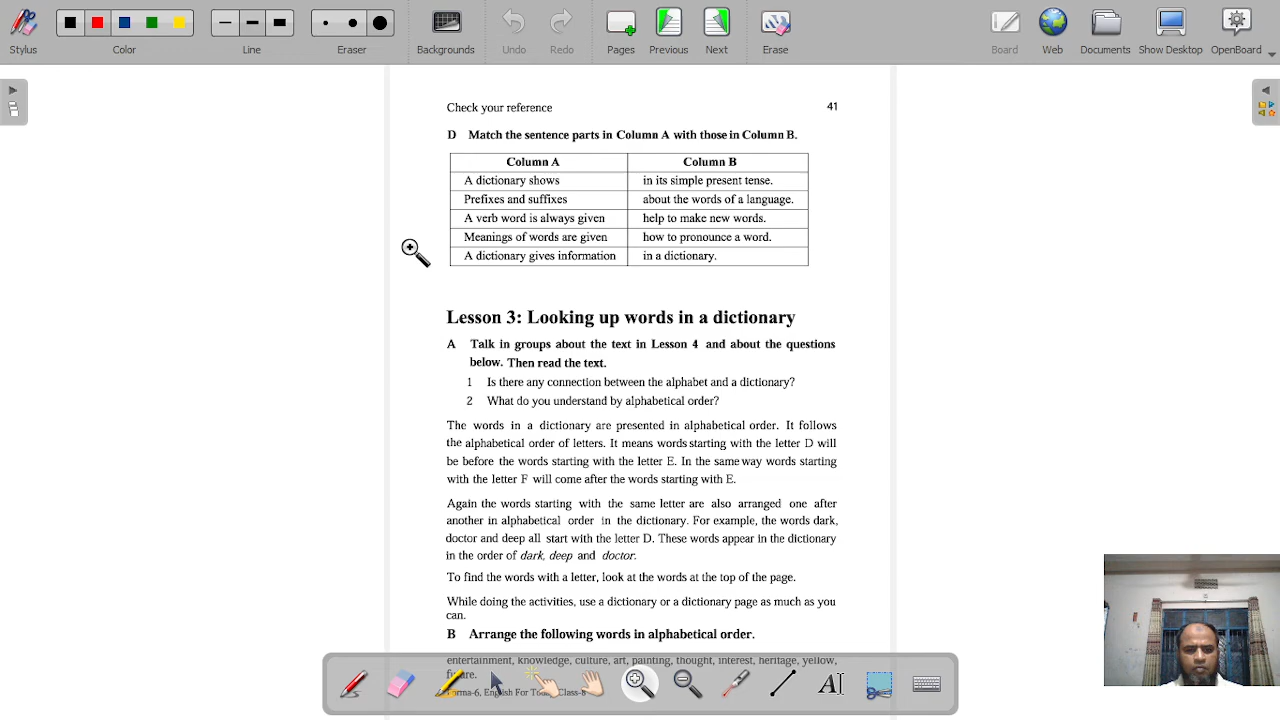 Stylus
Color
Line
Eraser
Backgrounds
Undo
Redo
Pages
Previous
Next
Erase
Board
Web
Documents
Show Desktop
OpenBoard
Check your reference 41
D Match the sentence parts in Column A with those in Column B.
Column A Column B
A dictionary shows in its simple present tense.
Prefixes and suffixes about the words of a language.
A verb word is always given help to make new words.
Meanings of words are given how to pronounce a word.
A dictionary gives information in a dictionary.
Lesson 3: Looking up words in a dictionary
A Talk in groups about the text in Lesson 4 and about the questions
below. Then read the text.
1 Is there any connection between the alphabet and a dictionary?
2 What do you understand by alphabetical order?
The words in a dictionary are presented in alphabetical order. It follows
the alphabetical order of letters. It means words starting with the letter D will
be before the words starting with the letter E. In the same way words starting
with the letter F will come after the words starting with E.
Again the words starting with the same letter are also arranged one after
another in alphabetical order in the dictionary. For example, the words dark,
doctor and deep all start with the letter D. These words appear in the dictionary
in the order of dark, deep and doctor.
To find the words with a letter, look at the words at the top of the page.
While doing the activities, use a dictionary or a dictionary page as much as you
can.
B Arrange the following words in alphabetical order.
entertainment, knowledge, culture, art, painting, thought, interest, heritage, yellow,
English For